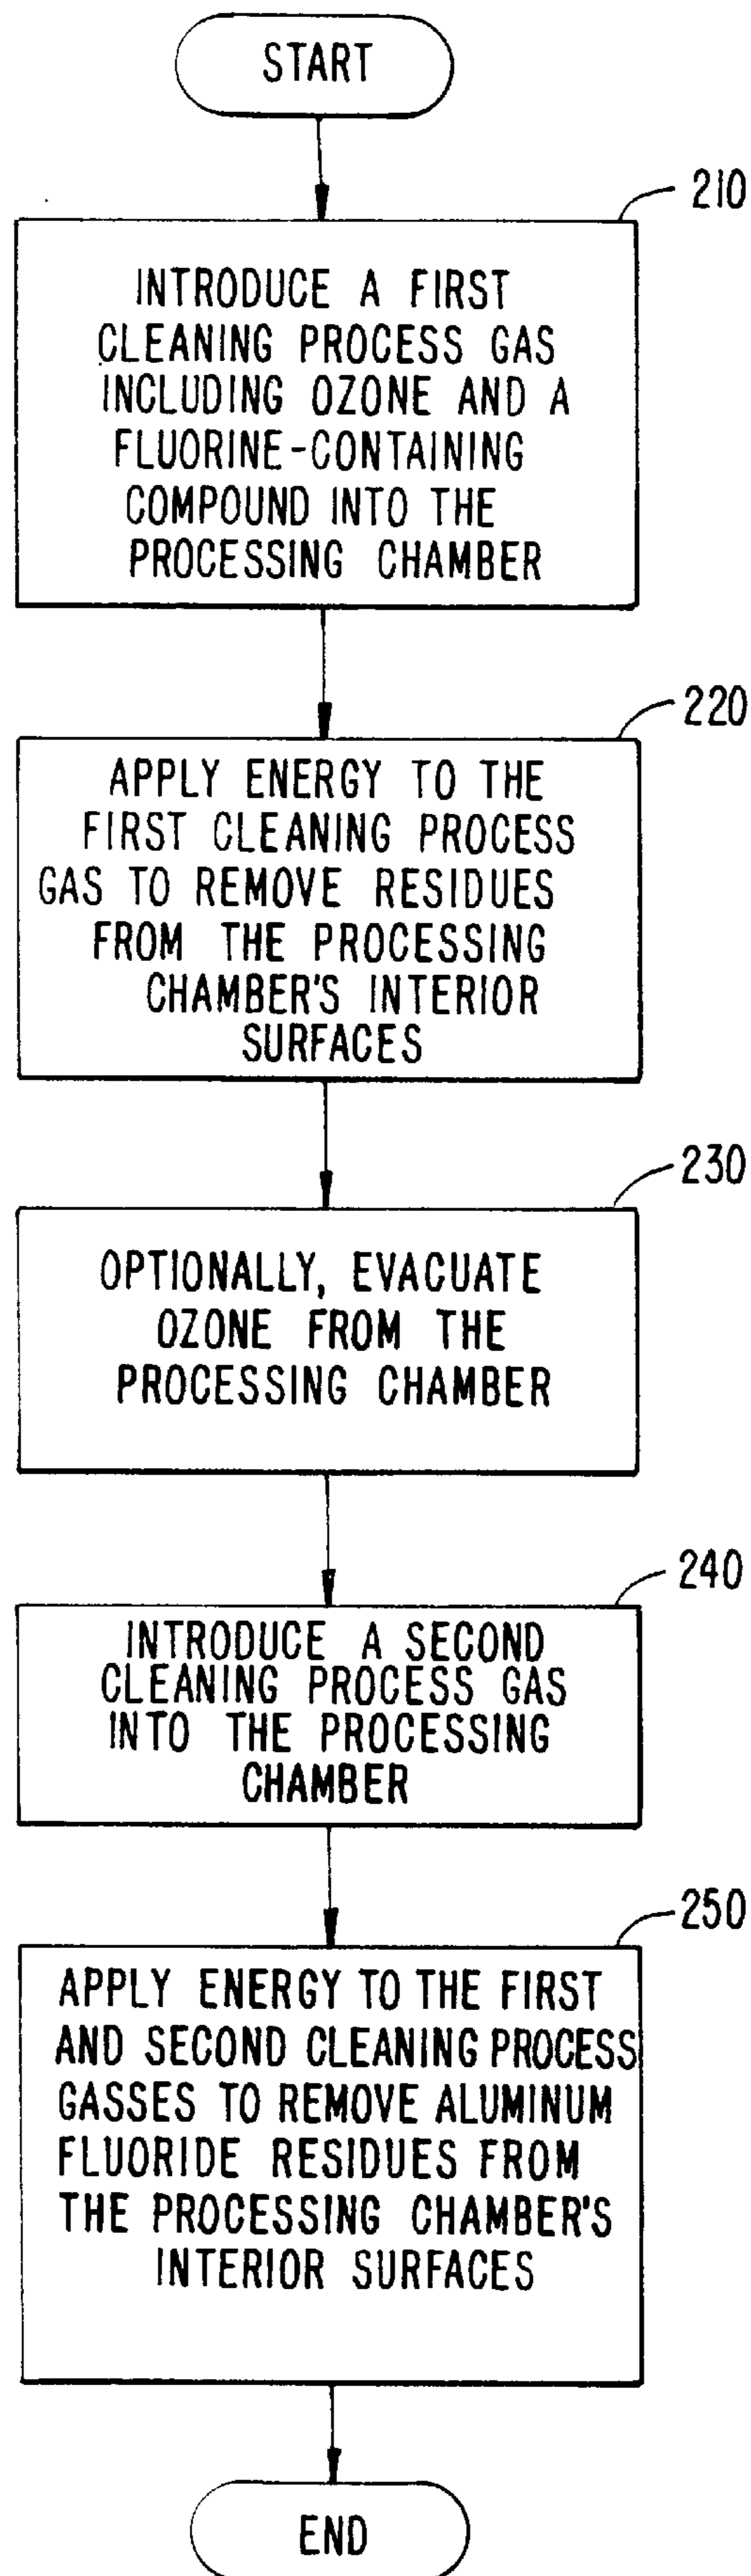 START
210
INTRODUCE A FIRST
CLEANING PROCESS GAS
INCLUDING OZONE AND A
FLUORINE-CONTAINING
COMPOUND INTO THE
PROCESSING CHAMBER
220
APPLY ENERGY TO THE
FIRST CLEANING PROCESS
GAS TO REMOVE RESIDUES
FROM THE PROCESSING
CHAMBER'S INTERIOR
SURFACES
230
OPTIONALLY, EVACUATE
OZONE FROM THE
PROCESSING CHAMBER
240
INTRODUCE A SECOND
CLEANING PROCESS GAS
INTO THE PROCESSING
CHAMBER
250
APPLY ENERGY TO THE FIRST
AND SECOND CLEANING PROCESS
GASSES TO REMOVE ALUMINUM
FLUORIDE RESIDUES FROM
THE PROCESSING CHAMBER'S
INTERIOR SURFACES
END